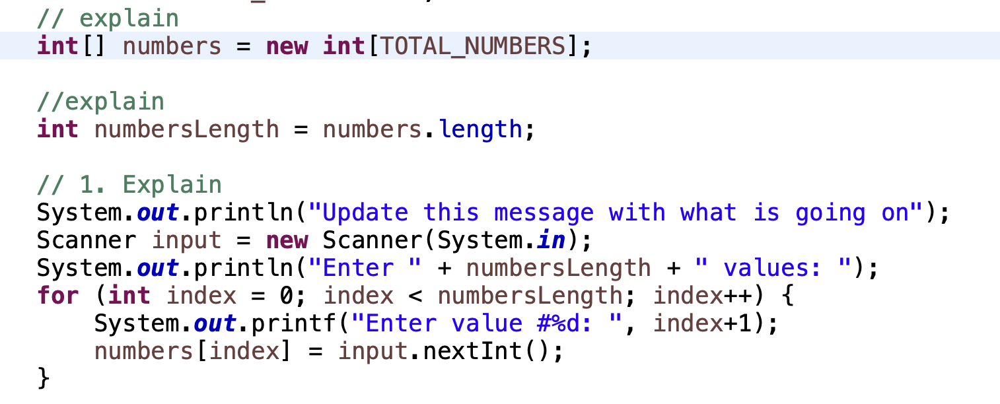 // explain
int[] numbers = new int[TOTAL_NUMBERS];
//explain
int numbersLength = numbers.length;
// 1. Explain
System.out.println("Update this message with what is going on");
Scanner input = new Scanner(System.in);
System.out.println("Enter " + numbersLength + " values: ");
for (int index = 0; index < numbersLength; index++) {
    System.out.printf("Enter value #%d: ", index+1);
    numbers[index] = input.nextInt();
}